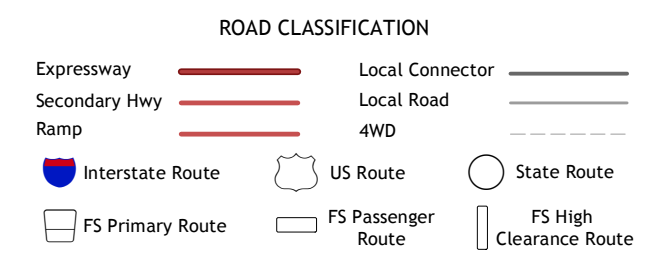 ROAD CLASSIFICATION
Expressway
Local Connector
Secondary Hwy
Local Road
Ramp
4WD
Interstate Route
US Route
State Route
FS Primary Route
FS Passenger
Route
FS High
Clearance Route